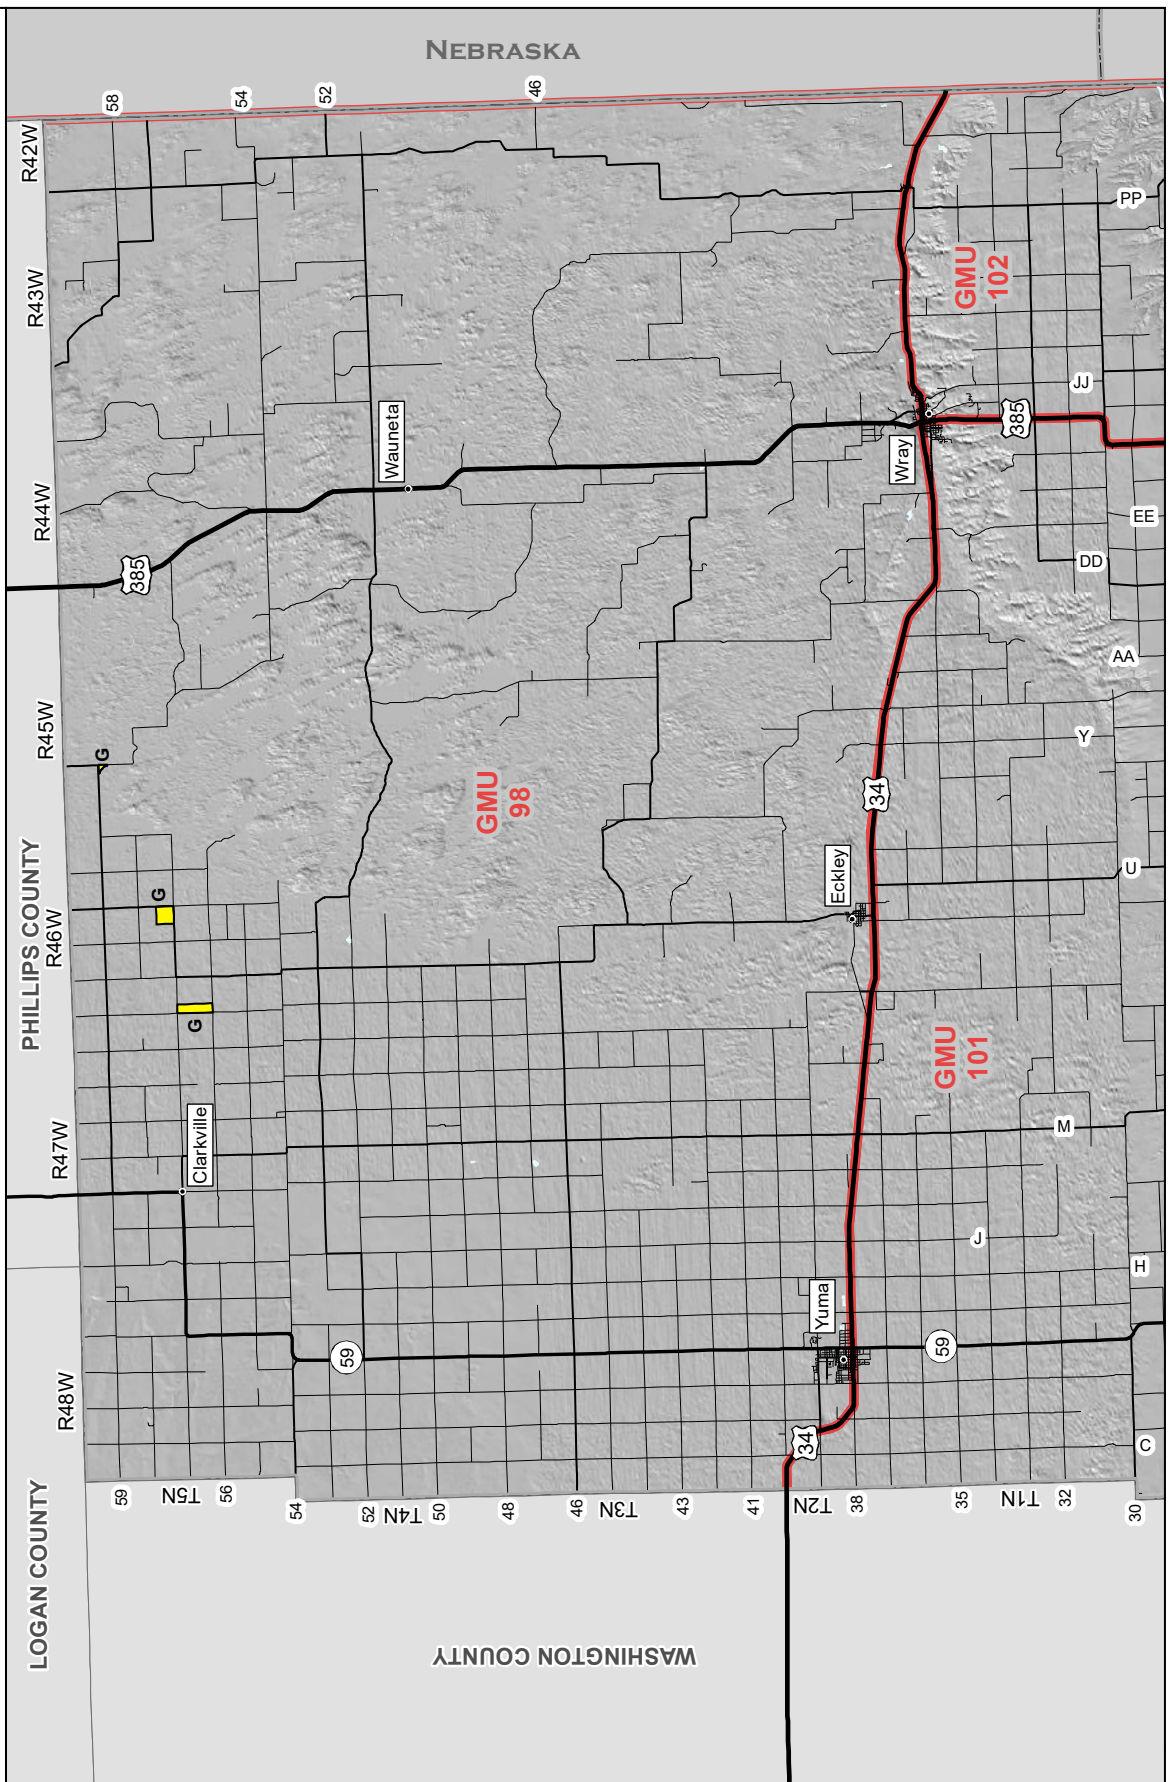 NEBRASKA
58
54
52
46
R42W
R43W
R44W
R45W
PHILLIPS COUNTY
R46W
R47W
R48W
LOGAN COUNTY
WASHINGTON COUNTY
PP
GMU
102
JJ
385
Wray
Wauneta
EE
DD
385
AA
Y
G
GMU
98
34
U
Eckley
G
G
GMU
101
M
Clarkville
J
H
Yuma
59
59
34
C
59
T5N
56
54
52
T4N
50
48
46
T3N
43
41
T2N
38
35
T1N
32
30